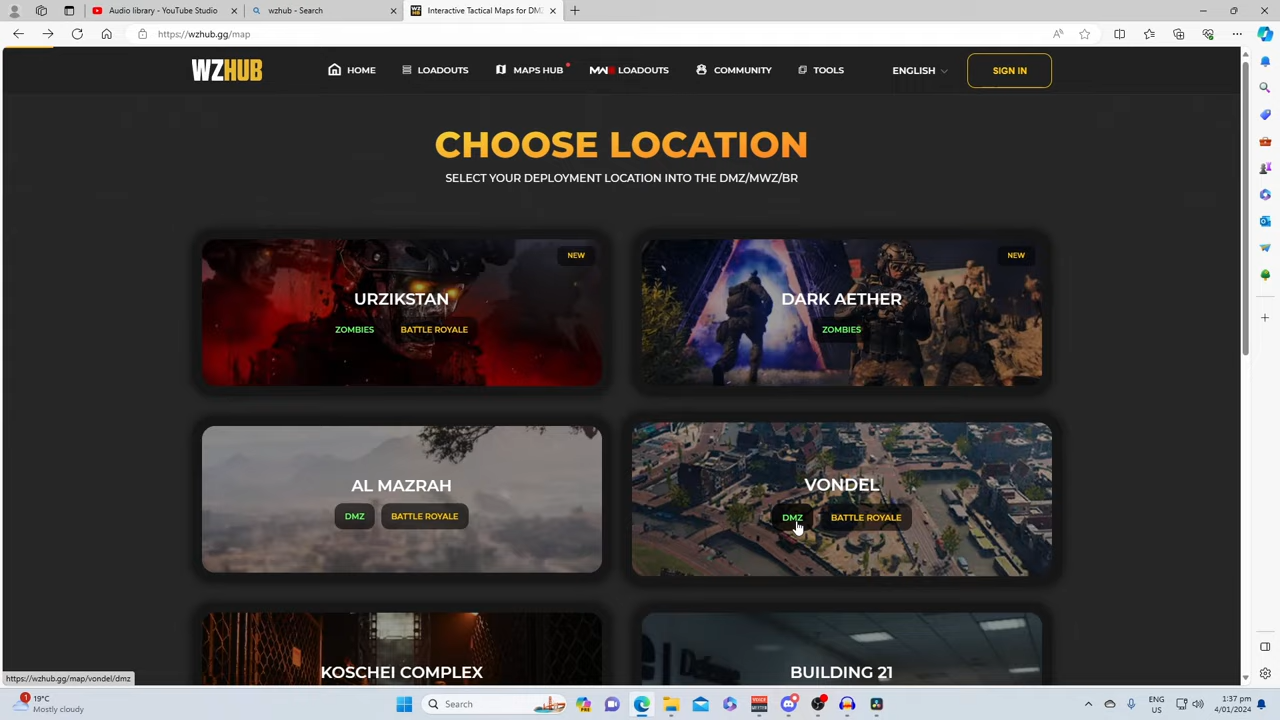 Audio library - YouTube Studio
wzhub - Search
Interactive Tactical Maps for DM
https://wzhub.gg/map
WZHUB
HOME
LOADOUTS
MAPS HUB
MW LOADOUTS
COMMUNITY
TOOLS
ENGLISH
SIGN IN
CHOOSE LOCATION
SELECT YOUR DEPLOYMENT LOCATION INTO THE DMZ/MWZ/BR
NEW
URZIKSTAN
ZOMBIES BATTLE ROYALE
NEW
DARK AETHER
ZOMBIES
AL MAZRAH
DMZ BATTLE ROYALE
VONDEL
DMZ BATTLE ROYALE
KOSCHEI COMPLEX
BUILDING 21
https://wzhub.gg/map/vondel/dmz
1
19°C
Mostly cloudy
Search
ENG
US
1:37 pm
4/01/2024